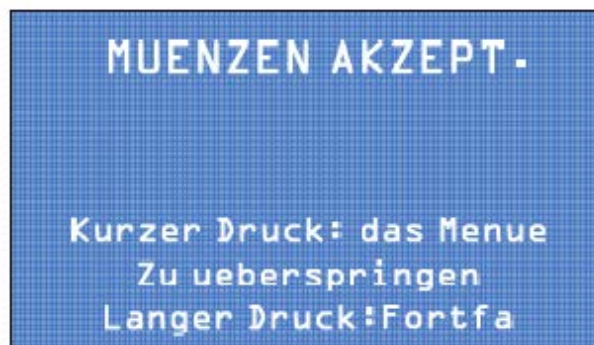 MUENZEN AKZEPT.
Kurzer Druck: das Menue
Zu ueberspringen
Langer Druck:Fortfa